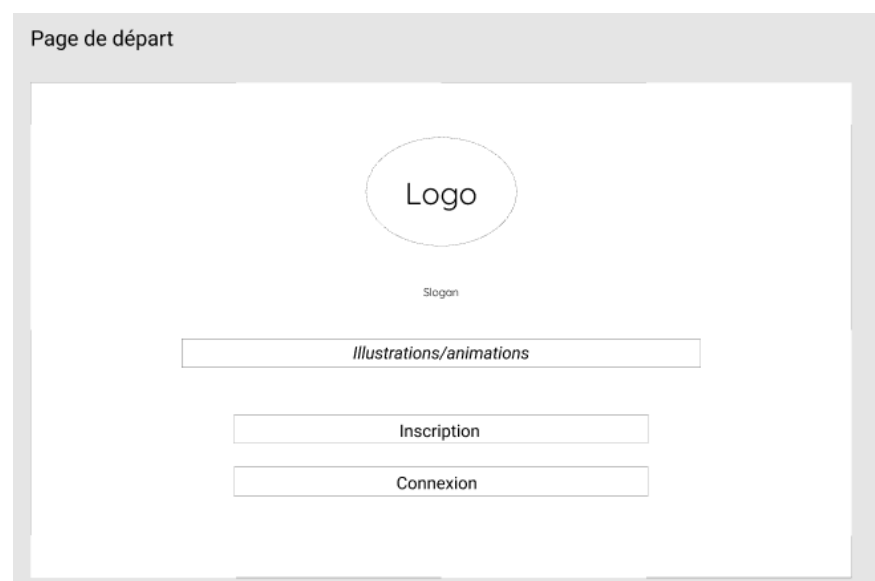 Page de départ
Logo
Slogan
Illustrations/animations
Inscription
Connexion